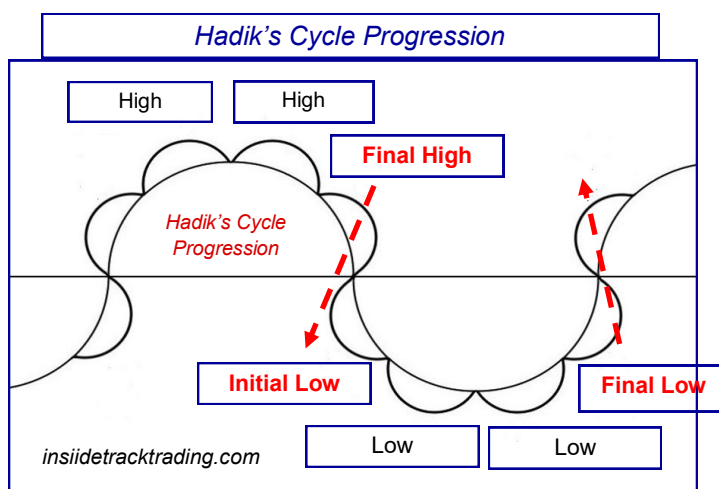 Hadik's Cycle Progression
High
High
Final High
Hadik's Cycle
Progression
Initial Low
Final Low
Low
Low
insiidetracktrading.com